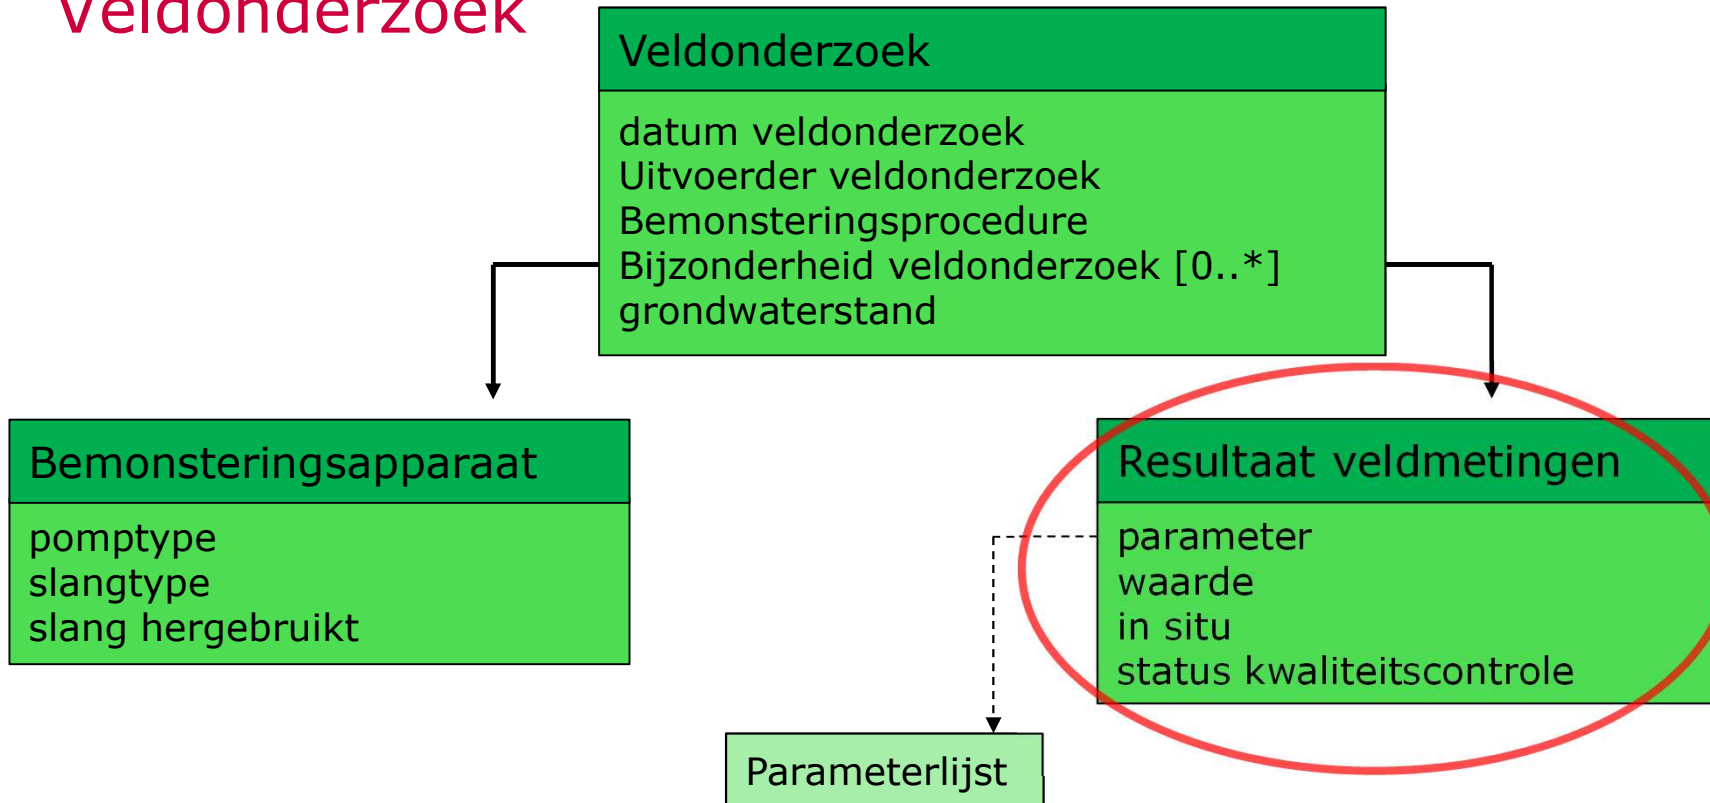 Veldonderzoek
Veldonderzoek
datum veldonderzoek
Uitvoerder veldonderzoek
Bemonsteringsprocedure
Bijzonderheid veldonderzoek [0..*]
grondwaterstand
Bemonsteringsapparaat
pomptype
slangtype
slang hergebruikt
Resultaat veldmetingen
parameter
waarde
in situ
status kwaliteitscontrole
Parameterlijst